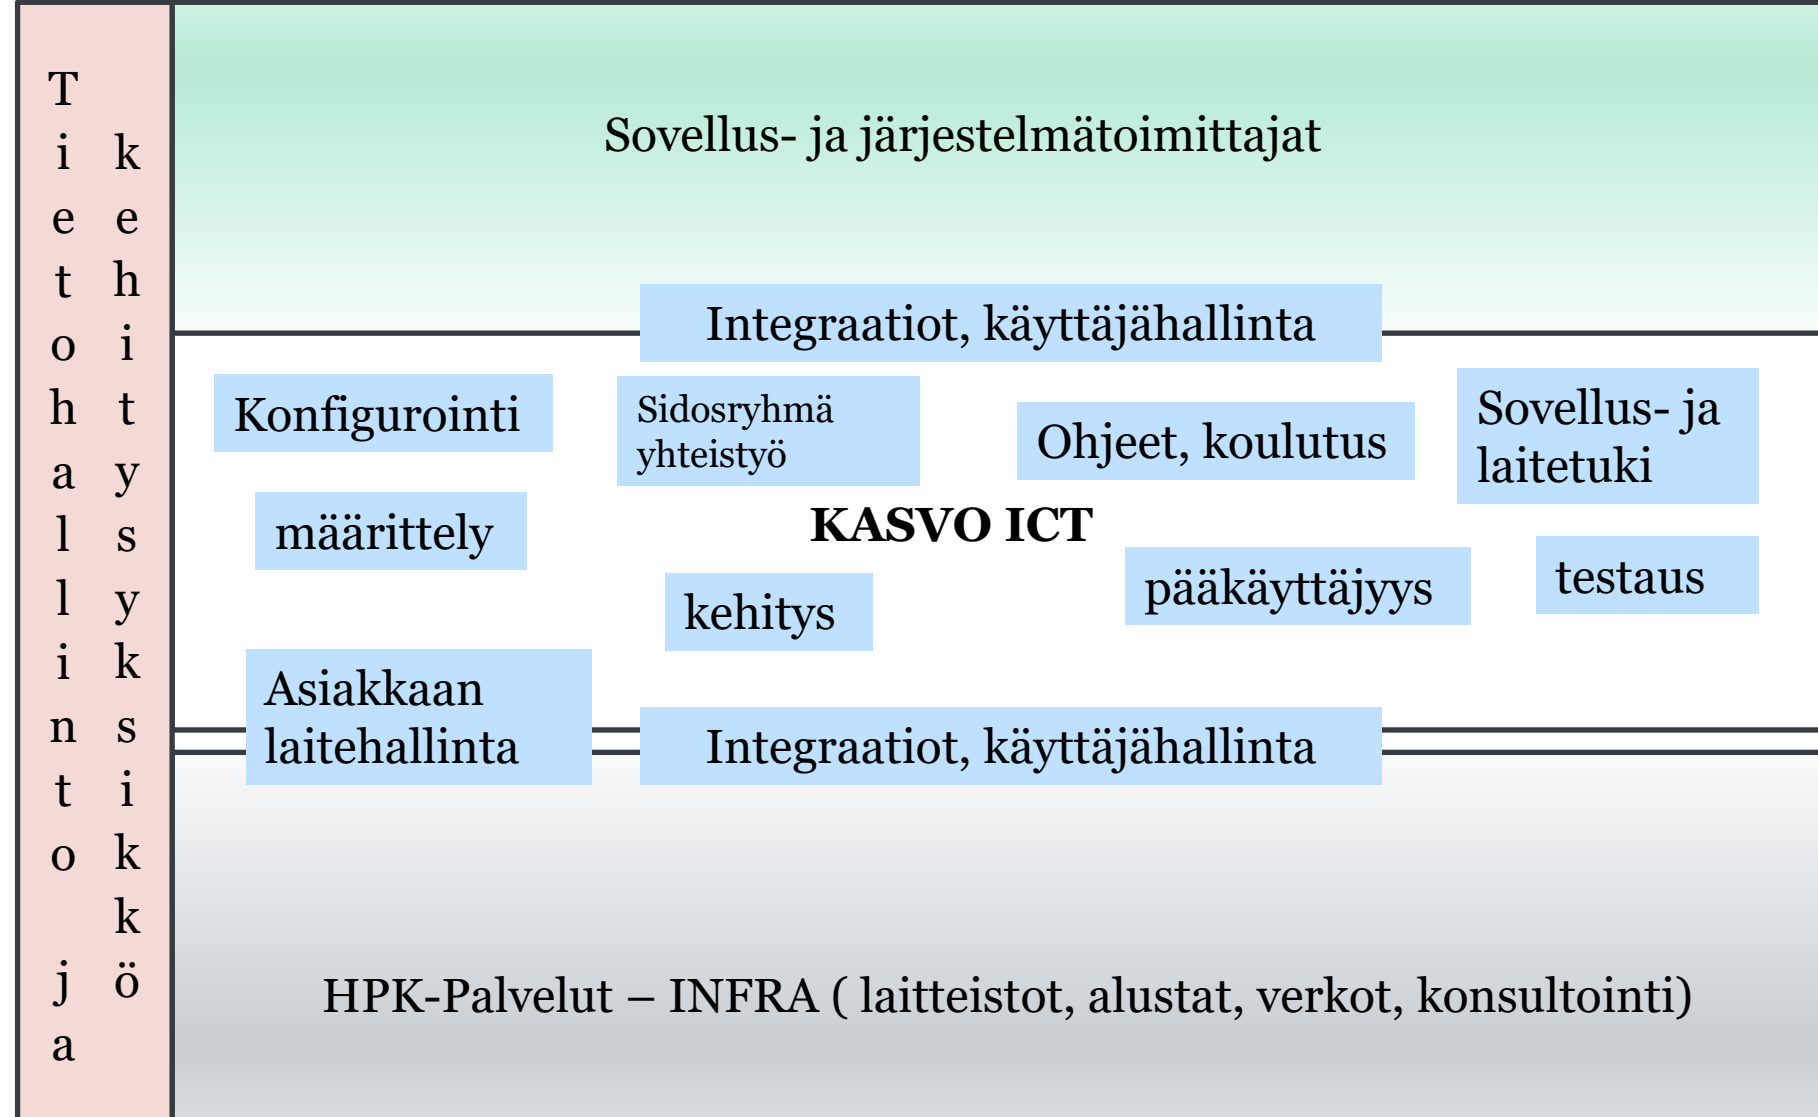 Tietohallinto ja
kehitysyksikkö
Sovellus- ja järjestelmätoimittajat
Integraatiot, käyttäjähallinta
Konfigurointi
Sidosryhmä
yhteistyö
Ohjeet, koulutus
Sovellus- ja
laitetuki
määrittely
KASVO ICT
kehitys
pääkäyttäjyys
testaus
Asiakkaan
laitehallinta
Integraatiot, käyttäjähallinta
HPK-Palvelut – INFRA ( laitteistot, alustat, verkot, konsultointi)